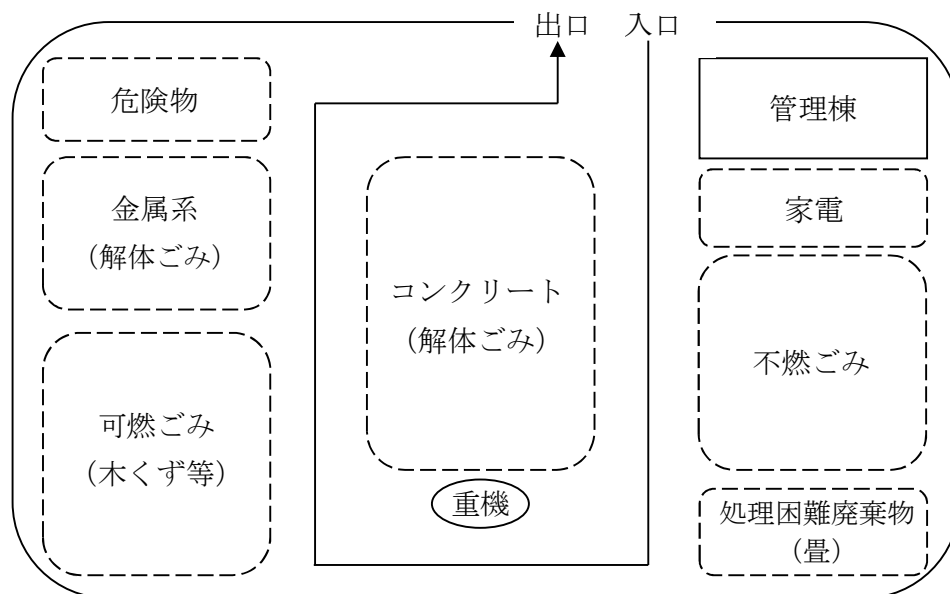 出口
入口
危険物
管理棟
金属系
（解体ごみ）
家電
コンクリート
（解体ごみ）
不燃ごみ
可燃ごみ
（木くず等）
重機
処理困難廃棄物
（畳）